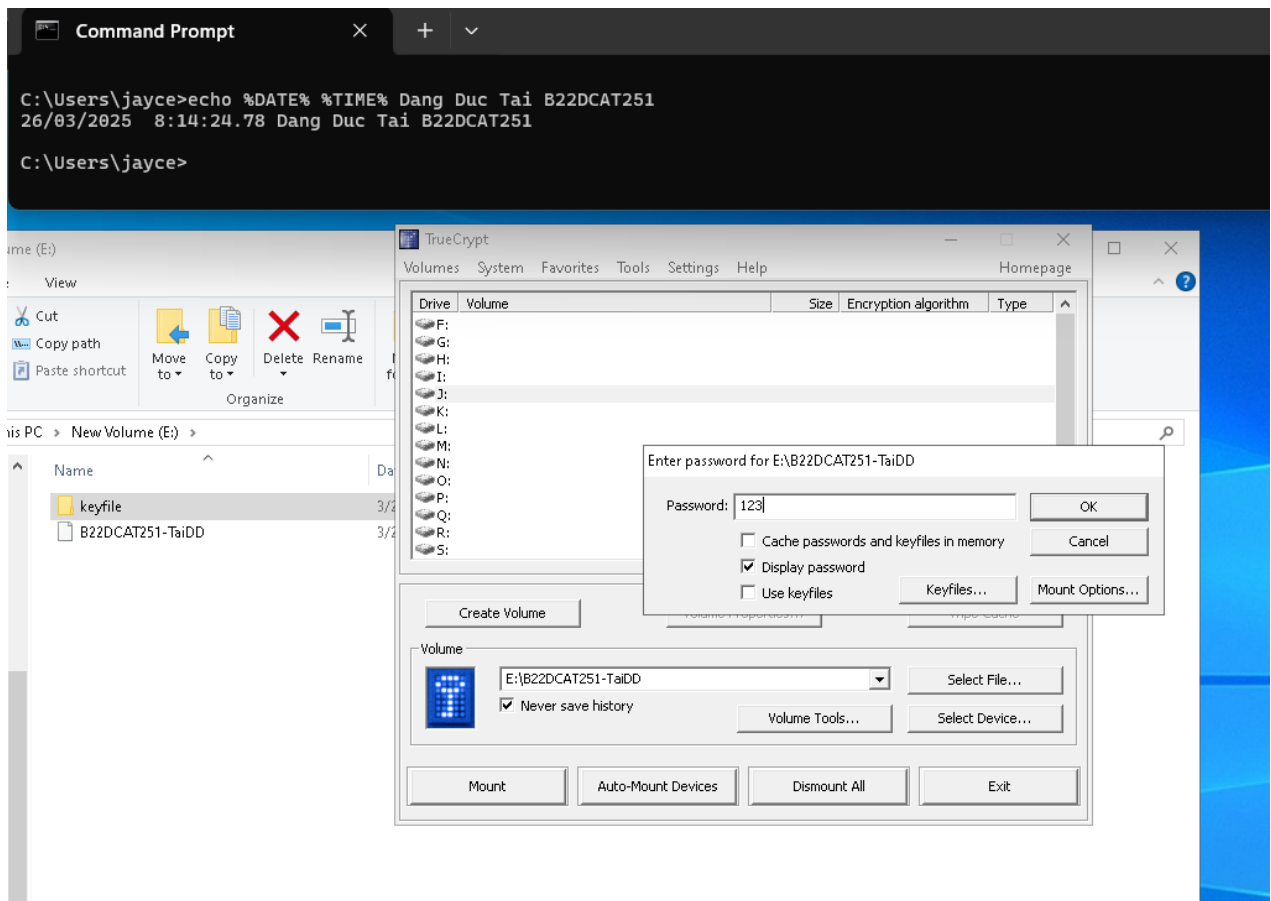 Command Prompt
C:\Users\jayce>echo %DATE% %TIME% Dang Duc Tai B22DCAT251
26/03/2025  8:14:24.78 Dang Duc Tai B22DCAT251
C:\Users\jayce>
ume (E:)
View
Cut
Copy path
Paste shortcut
Move to
Copy to
Delete
Rename
Organize
his PC > New Volume (E:) >
Name
Da
keyfile 3/2
B22DCAT251-TaiDD 3/2
TrueCrypt
Volumes System Favorites Tools Settings Help Homepage
Drive Volume Size Encryption algorithm Type
F:
G:
H:
I:
J:
K:
L:
M:
N:
O:
P:
Q:
R:
S:
Enter password for E:\B22DCAT251-TaiDD
Password: 123 OK
Cache passwords and keyfiles in memory Cancel
Display password
Use keyfiles Keyfiles... Mount Options...
Create Volume
Volume
E:\B22DCAT251-TaiDD Select File...
Never save history
Volume Tools... Select Device...
Mount Auto-Mount Devices Dismount All Exit